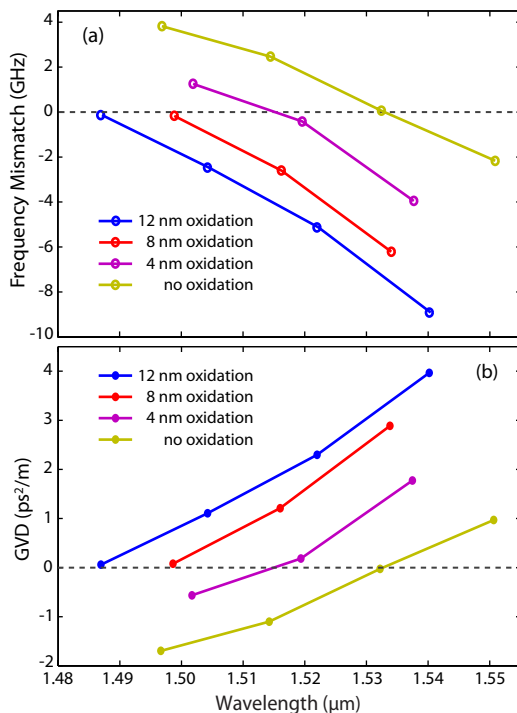 4
(a)
2
0
-2
-4
-6
-8
-10
Frequency Mismatch (GHz)
12 nm oxidation
8 nm oxidation
4 nm oxidation
no oxidation
4
(b)
3
2
1
0
-1
-2
GVD (ps²/m)
12 nm oxidation
8 nm oxidation
4 nm oxidation
no oxidation
1.48 1.49 1.50 1.51 1.52 1.53 1.54 1.55
Wavelength (μm)